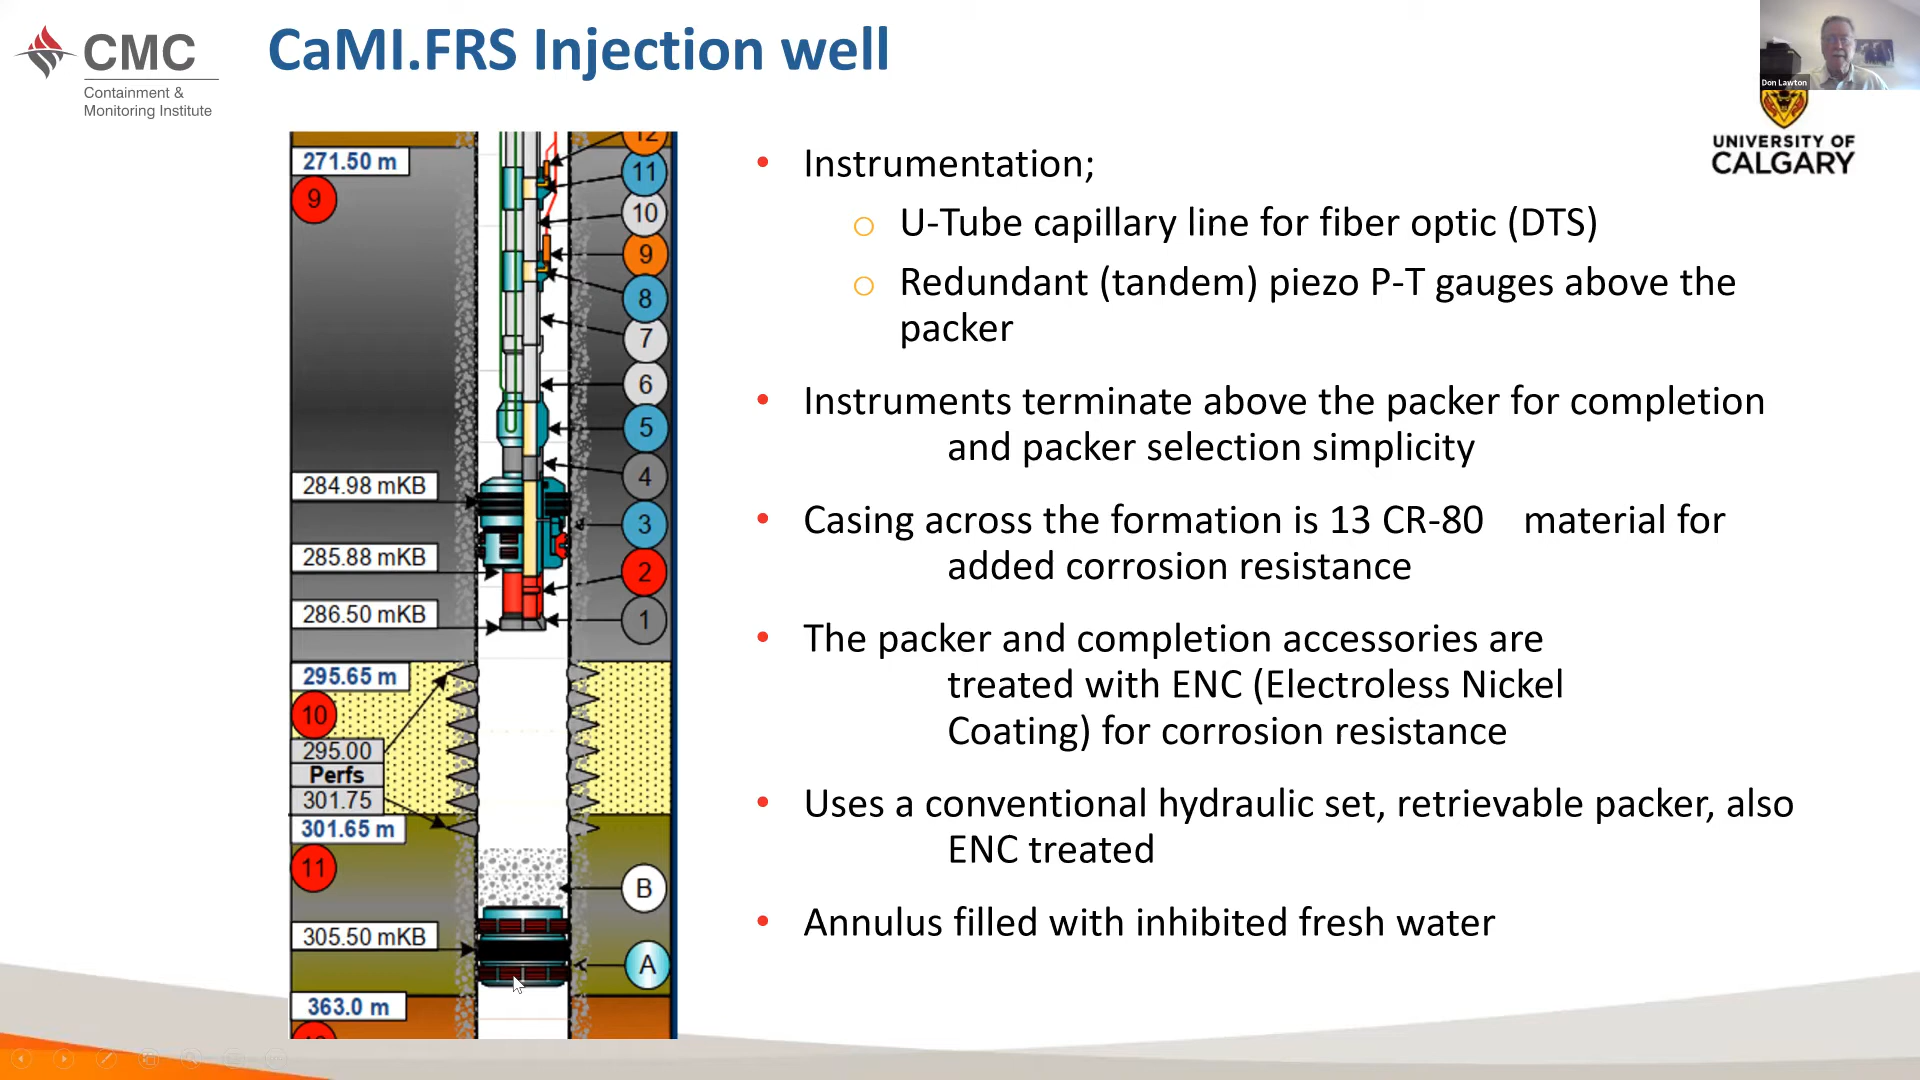 CMC
Containment &
Monitoring Institute
CaMI.FRS Injection well
Don Lawton
UNIVERSITY OF
CALGARY
271.50 m
9
12
11
10
9
8
7
6
5
4
3
2
1
284.98 mKB
285.88 mKB
286.50 mKB
295.65 m
10
295.00
Perfs
301.75
301.65 m
11
B
305.50 mKB
A
363.0 m
• Instrumentation;
o U-Tube capillary line for fiber optic (DTS)
o Redundant (tandem) piezo P-T gauges above the
packer
• Instruments terminate above the packer for completion
and packer selection simplicity
• Casing across the formation is 13 CR-80 material for
added corrosion resistance
• The packer and completion accessories are
treated with ENC (Electroless Nickel
Coating) for corrosion resistance
• Uses a conventional hydraulic set, retrievable packer, also
ENC treated
• Annulus filled with inhibited fresh water